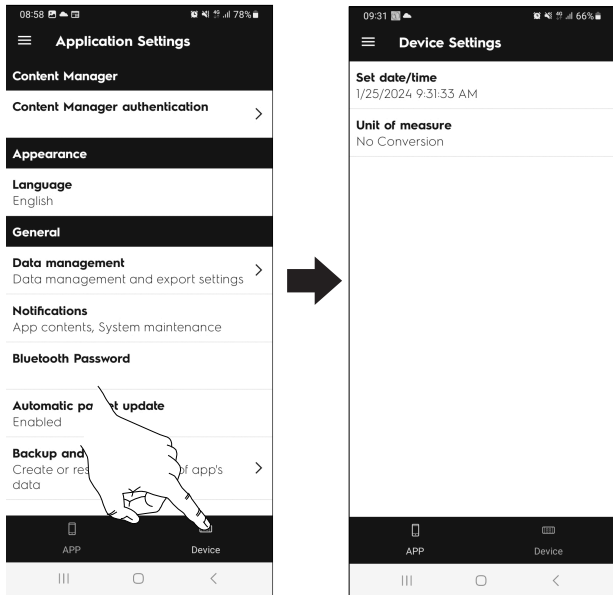 08:58 78%
Application Settings
Content Manager
Content Manager authentication
Appearance
Language
English
General
Data management
Data management and export settings
Notifications
App contents, System maintenance
Bluetooth Password
Automatic update
Enabled
Backup and
Create or of app's
data
APP Device
09:31 66%
Device Settings
Set date/time
1/25/2024 9:31:33 AM
Unit of measure
No Conversion
APP Device